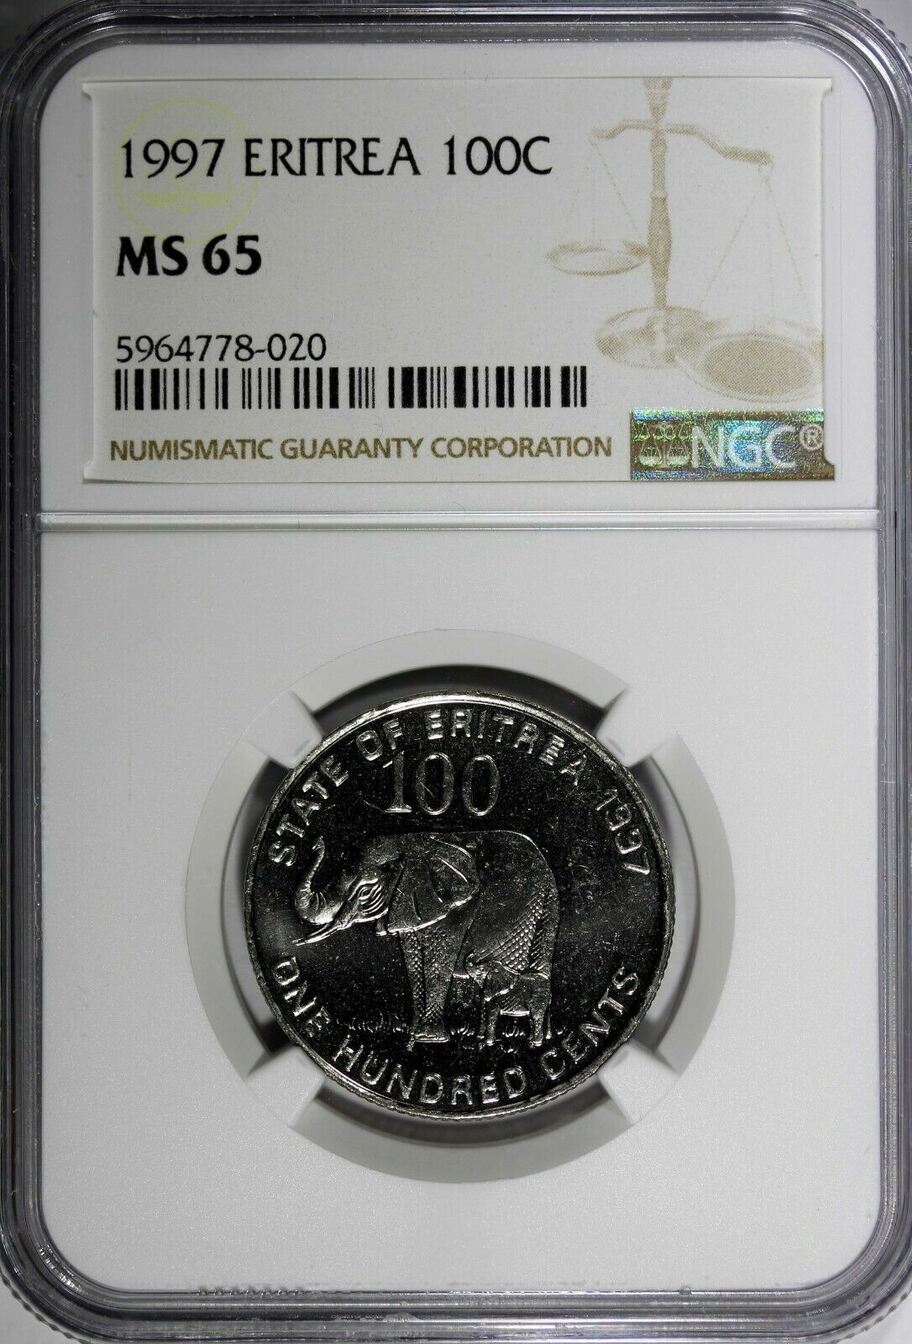 1997 ERITREA 100C
MS 65
5964778-020
NUMISMATIC GUARANTY CORPORATION
NGC®
STATE OF ERITREA 1997
100
ONE HUNDRED CENTS